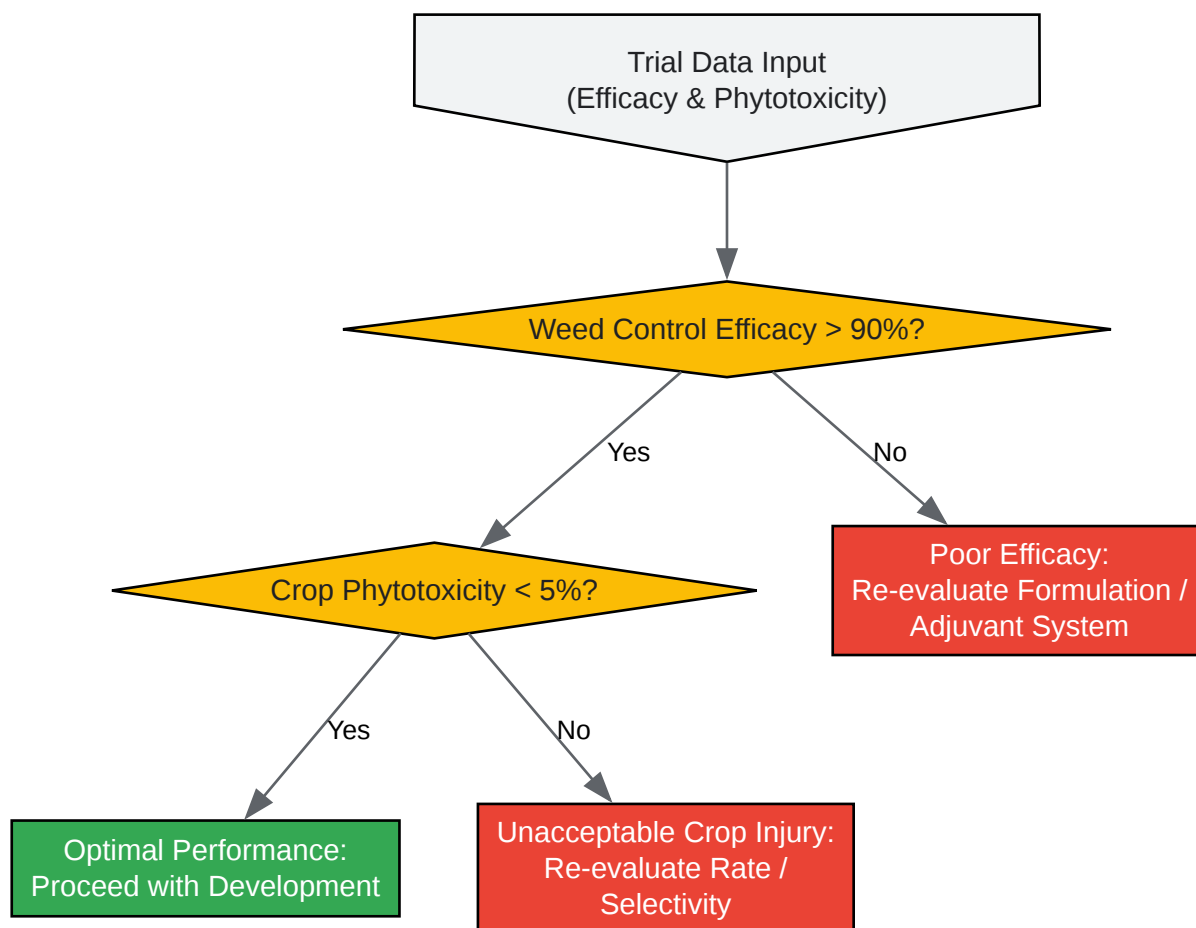 Trial Data Input
(Efficacy & Phytotoxicity)
Weed Control Efficacy > 90%?
Yes
No
Poor Efficacy:
Re-evaluate Formulation /
Adjuvant System
Crop Phytotoxicity < 5%?
Yes
No
Optimal Performance:
Proceed with Development
Unacceptable Crop Injury:
Re-evaluate Rate /
Selectivity